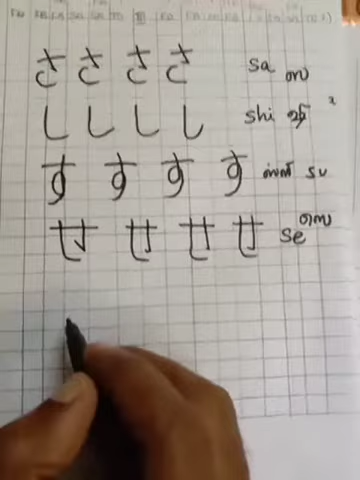 さ さ さ さ sa സ
し し し し shi ഷി
す す す す su
せ せ せ せ se സെ